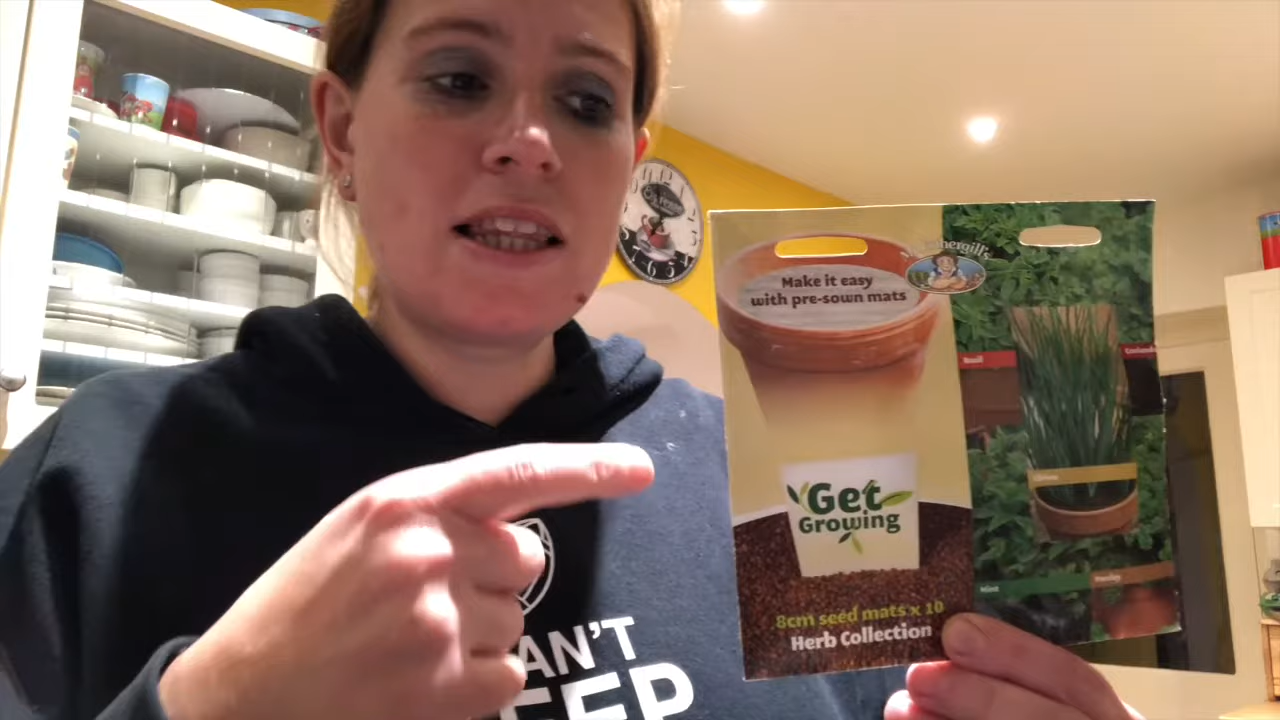 Make it easy
with pre-sown mats
Get
Growing
8cm seed mats x 10
Herb Collection
Basil
Mint
Parsley
AN'T
EEP